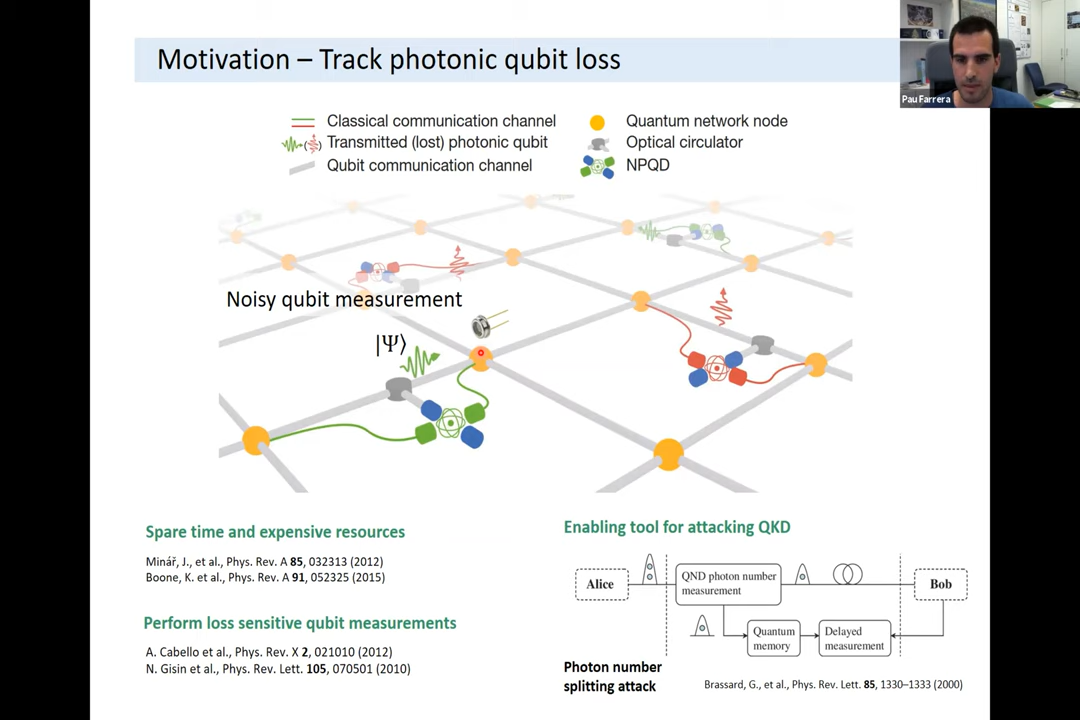 Motivation – Track photonic qubit loss
Pau Farrera
Classical communication channel
Transmitted (lost) photonic qubit
Qubit communication channel
Quantum network node
Optical circulator
NPQD
Noisy qubit measurement
|Ψ⟩
Spare time and expensive resources
Minář, J., et al., Phys. Rev. A 85, 032313 (2012)
Boone, K. et al., Phys. Rev. A 91, 052325 (2015)
Perform loss sensitive qubit measurements
A. Cabello et al., Phys. Rev. X 2, 021010 (2012)
N. Gisin et al., Phys. Rev. Lett. 105, 070501 (2010)
Enabling tool for attacking QKD
Alice
QND photon number
measurement
Bob
Quantum
memory
Delayed
measurement
Photon number
splitting attack
Brassard, G., et al., Phys. Rev. Lett. 85, 1330–1333 (2000)